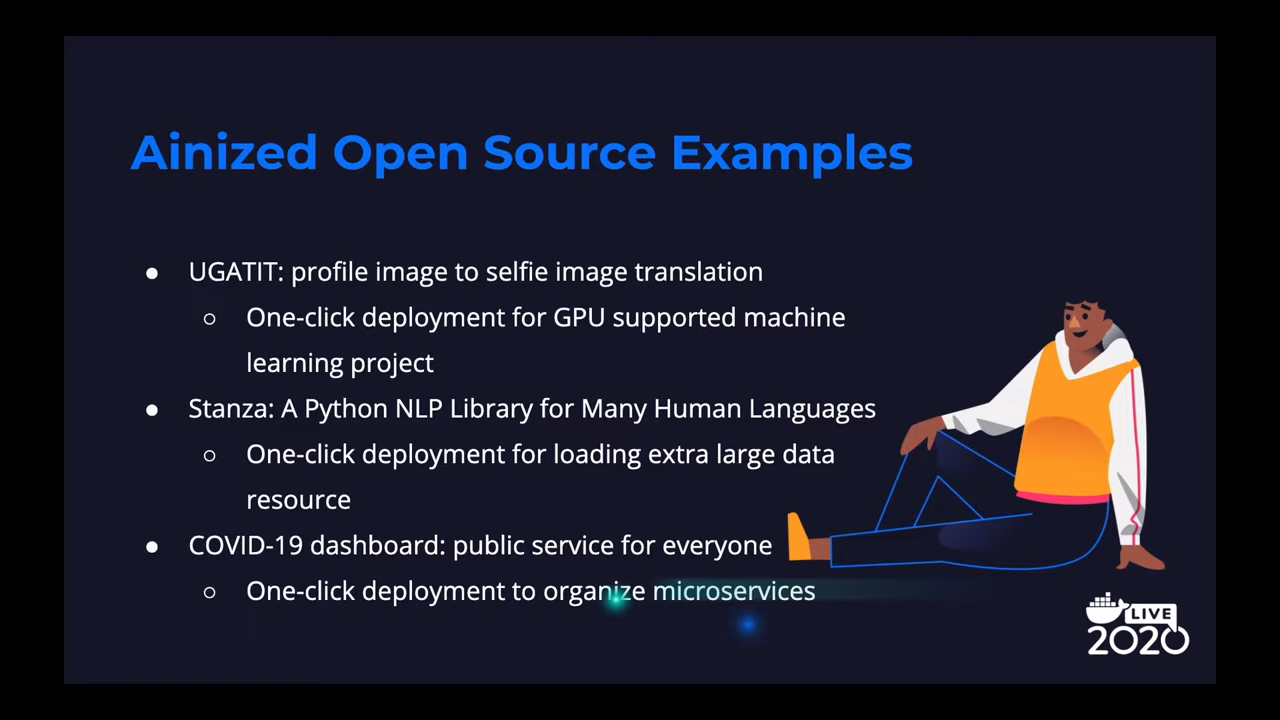 Ainized Open Source Examples
● UGATIT: profile image to selfie image translation
○ One-click deployment for GPU supported machine
learning project
● Stanza: A Python NLP Library for Many Human Languages
○ One-click deployment for loading extra large data
resource
● COVID-19 dashboard: public service for everyone
○ One-click deployment to organize microservices
LIVE
2020